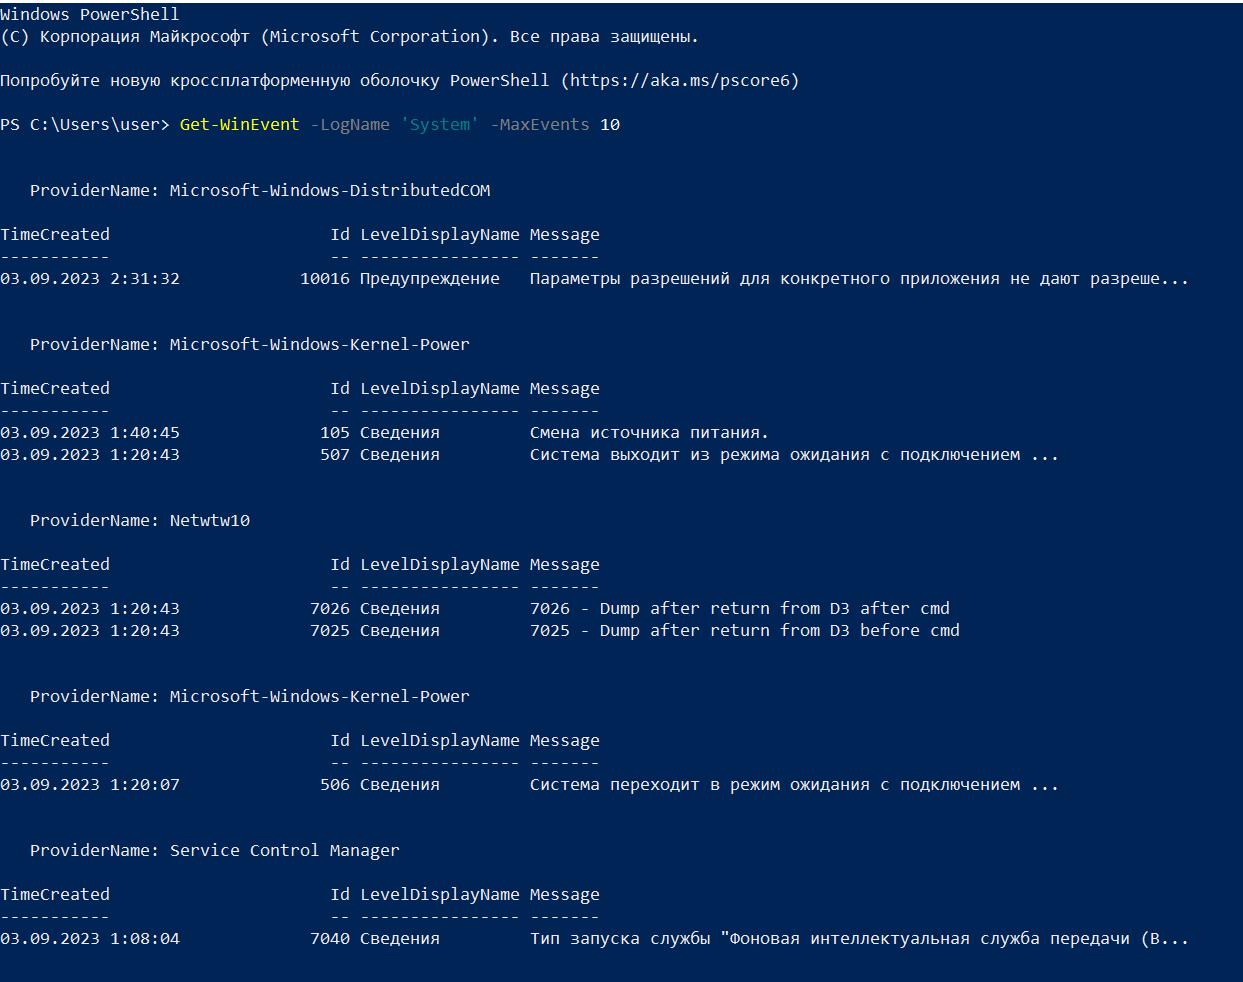 Windows PowerShell
(C) Корпорация Майкрософт (Microsoft Corporation). Все права защищены.
Попробуйте новую кроссплатформенную оболочку PowerShell (https://aka.ms/pscore6)
PS C:\Users\user> Get-WinEvent -LogName 'System' -MaxEvents 10
ProviderName: Microsoft-Windows-DistributedCOM
TimeCreated Id LevelDisplayName Message
----------- -- ---------------- -------
03.09.2023 2:31:32 10016 Предупреждение Параметры разрешений для конкретного приложения не дают разреше...
ProviderName: Microsoft-Windows-Kernel-Power
TimeCreated Id LevelDisplayName Message
----------- -- ---------------- -------
03.09.2023 1:40:45 105 Сведения Смена источника питания.
03.09.2023 1:20:43 507 Сведения Система выходит из режима ожидания с подключением ...
ProviderName: Netwtw10
TimeCreated Id LevelDisplayName Message
----------- -- ---------------- -------
03.09.2023 1:20:43 7026 Сведения 7026 - Dump after return from D3 after cmd
03.09.2023 1:20:43 7025 Сведения 7025 - Dump after return from D3 before cmd
ProviderName: Microsoft-Windows-Kernel-Power
TimeCreated Id LevelDisplayName Message
----------- -- ---------------- -------
03.09.2023 1:20:07 506 Сведения Система переходит в режим ожидания с подключением ...
ProviderName: Service Control Manager
TimeCreated Id LevelDisplayName Message
----------- -- ---------------- -------
03.09.2023 1:08:04 7040 Сведения Тип запуска службы "Фоновая интеллектуальная служба передачи (B...